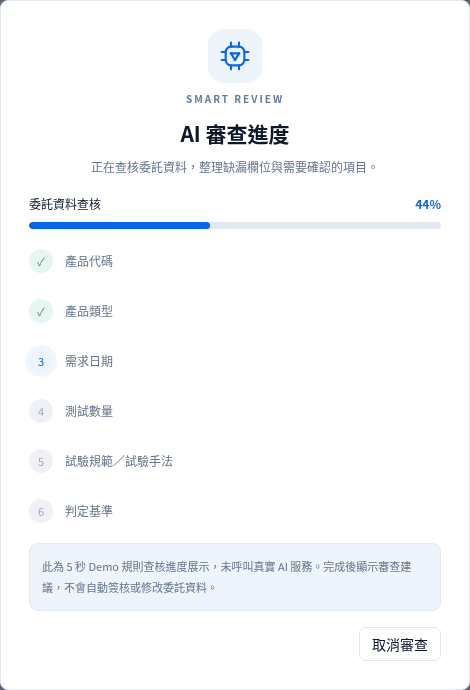 SMART REVIEW
AI 審查進度
正在查核委託資料，整理缺漏欄位與需要確認的項目。
委託資料查核 44%
✓ 產品代碼
✓ 產品類型
3 需求日期
4 測試數量
5 試驗規範／試驗手法
6 判定基準
此為 5 秒 Demo 規則查核進度展示，未呼叫真實 AI 服務。完成後顯示審查建
議，不會自動簽核或修改委託資料。
取消審查